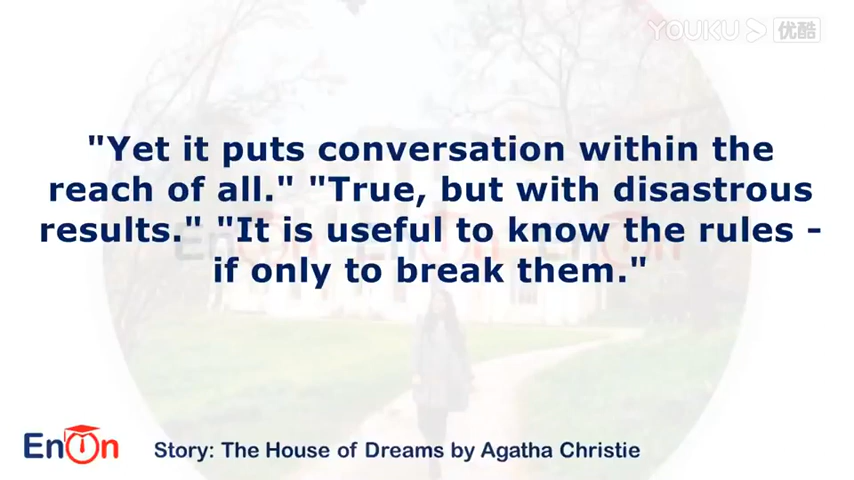 YOUKU 优酷
"Yet it puts conversation within the
reach of all." "True, but with disastrous
results." "It is useful to know the rules -
if only to break them."
EnOn
Story: The House of Dreams by Agatha Christie